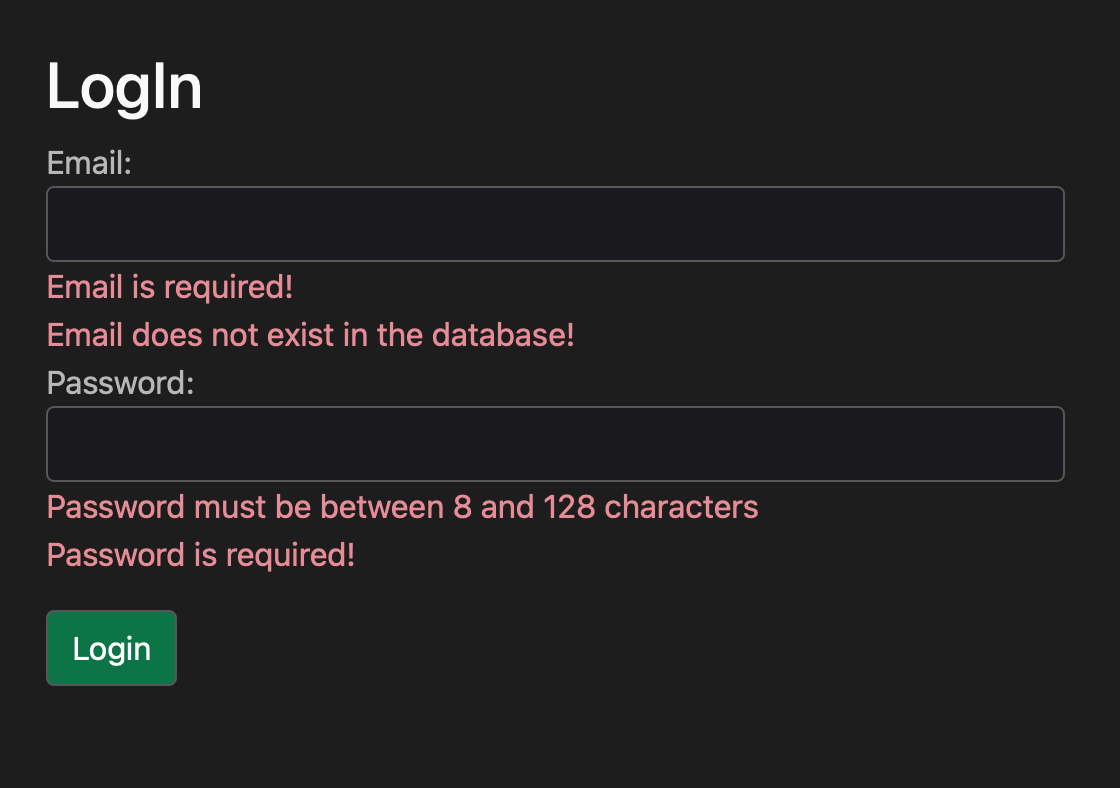 LogIn
Email:
Email is required!
Email does not exist in the database!
Password:
Password must be between 8 and 128 characters
Password is required!
Login